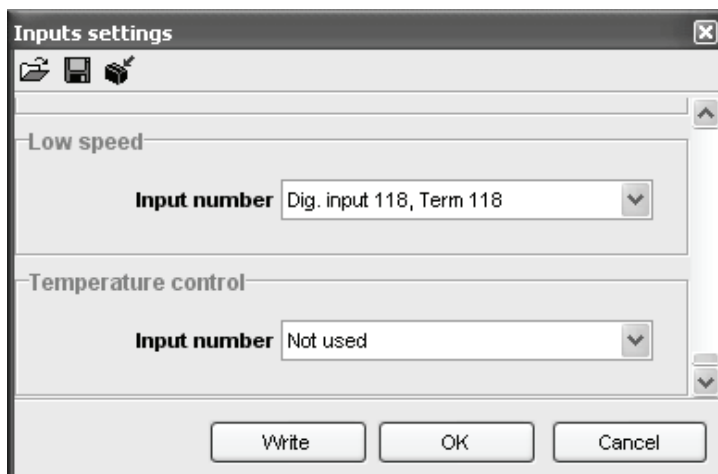 Inputs settings
Low speed
Input number Dig. input 118, Term 118
Temperature control
Input number Not used
Write OK Cancel